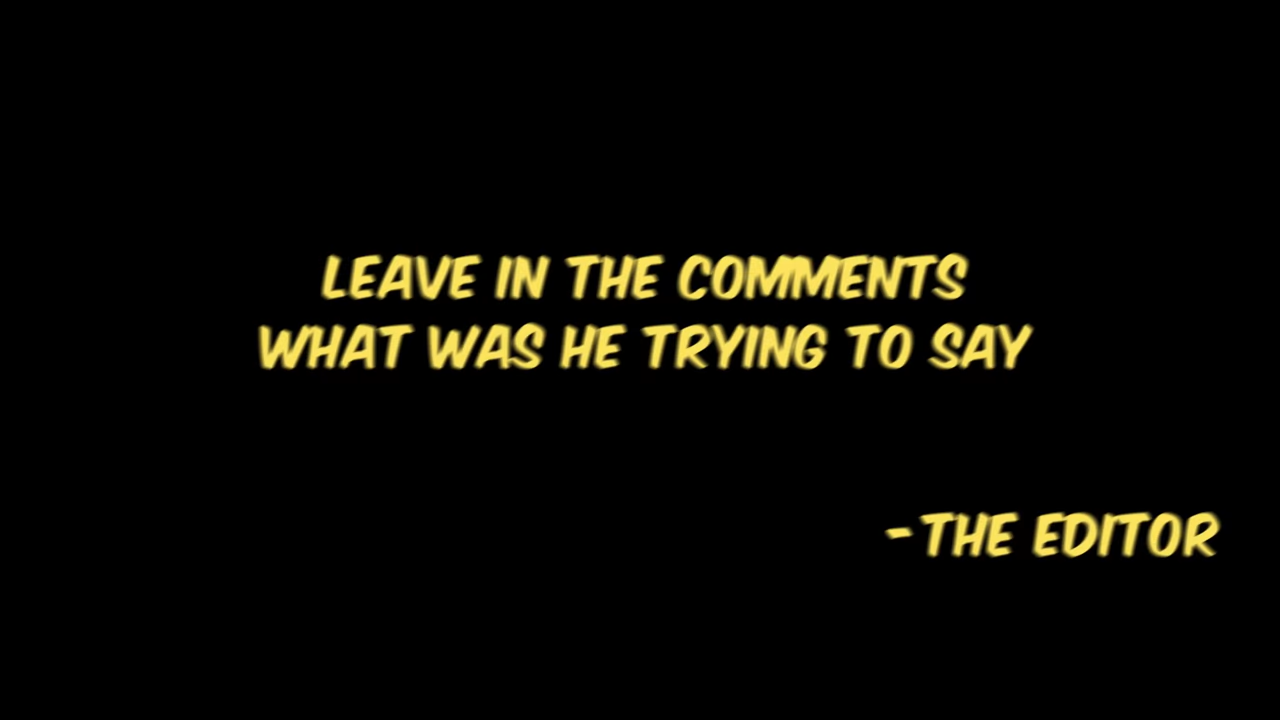 LEAVE IN THE COMMENTS
WHAT WAS HE TRYING TO SAY
- THE EDITOR